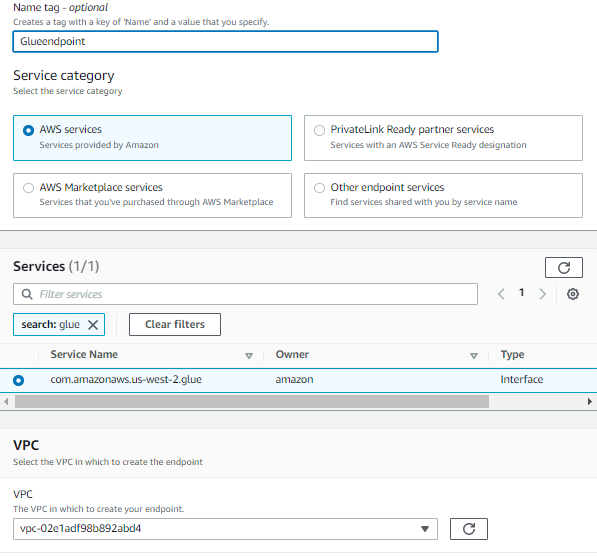 Name tag - optional
Creates a tag with a key of 'Name' and a value that you specify.
Glueendpoint
Service category
Select the service category
AWS services
Services provided by Amazon
PrivateLink Ready partner services
Services with an AWS Service Ready designation
AWS Marketplace services
Services that you've purchased through AWS Marketplace
Other endpoint services
Find services shared with you by service name
Services (1/1)
Filter services
1
search: glue
Clear filters
Service Name Owner Type
com.amazonaws.us-west-2.glue amazon Interface
VPC
Select the VPC in which to create the endpoint
VPC
The VPC in which to create your endpoint.
vpc-02e1adf98b892abd4